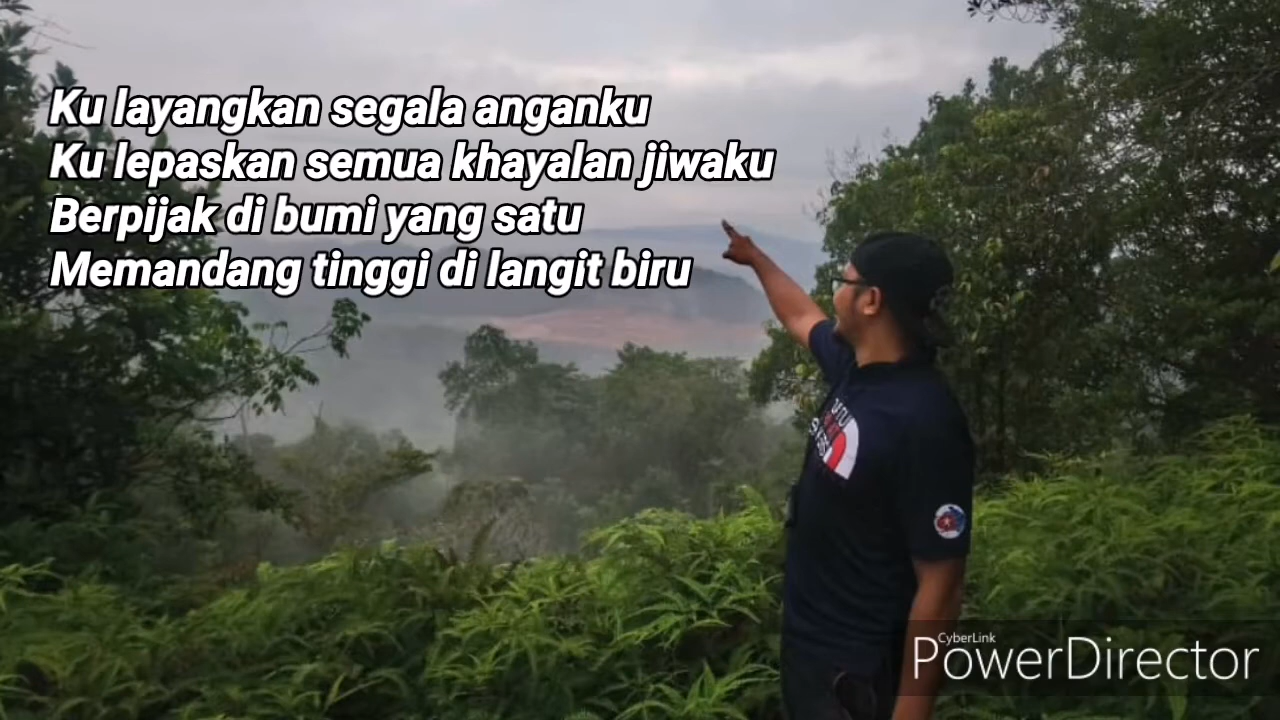 Ku layangkan segala anganku
Ku lepaskan semua khayalan jiwaku
Berpijak di bumi yang satu
Memandang tinggi di langit biru
CyberLink
PowerDirector